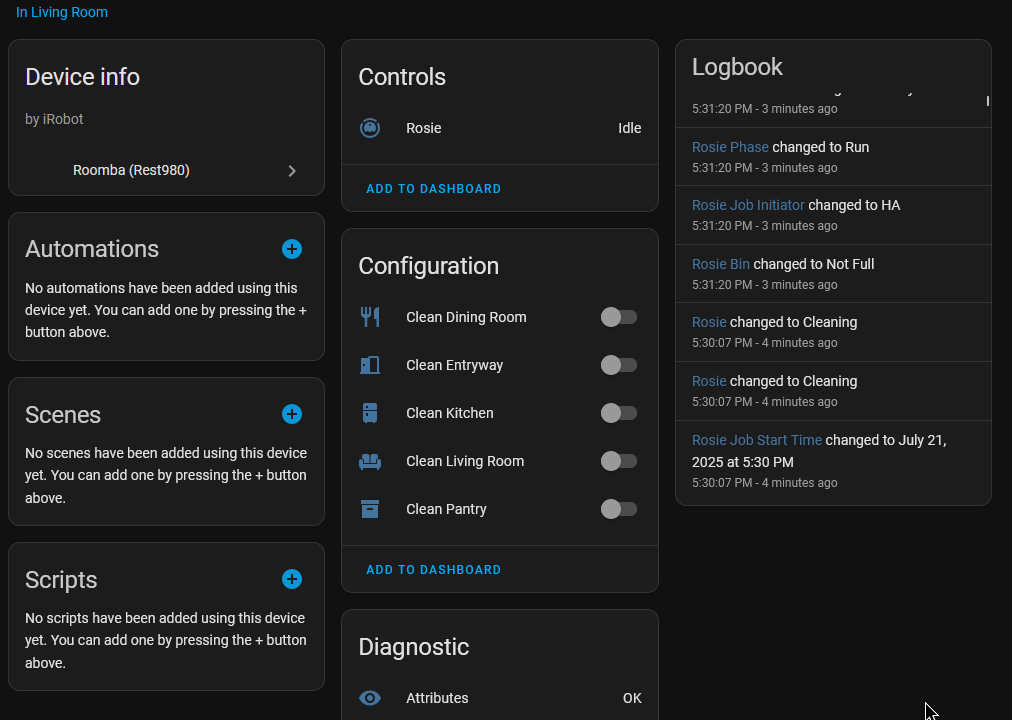 In Living Room
Device info
by iRobot
Roomba (Rest980)
Automations
No automations have been added using this
device yet. You can add one by pressing the +
button above.
Scenes
No scenes have been added using this device
yet. You can add one by pressing the + button
above.
Scripts
No scripts have been added using this device
yet. You can add one by pressing the + button
above.
Controls
Rosie Idle
ADD TO DASHBOARD
Configuration
Clean Dining Room
Clean Entryway
Clean Kitchen
Clean Living Room
Clean Pantry
ADD TO DASHBOARD
Diagnostic
Attributes OK
Logbook
5:31:20 PM - 3 minutes ago
Rosie Phase changed to Run
5:31:20 PM - 3 minutes ago
Rosie Job Initiator changed to HA
5:31:20 PM - 3 minutes ago
Rosie Bin changed to Not Full
5:31:20 PM - 3 minutes ago
Rosie changed to Cleaning
5:30:07 PM - 4 minutes ago
Rosie changed to Cleaning
5:30:07 PM - 4 minutes ago
Rosie Job Start Time changed to July 21,
2025 at 5:30 PM
5:30:07 PM - 4 minutes ago